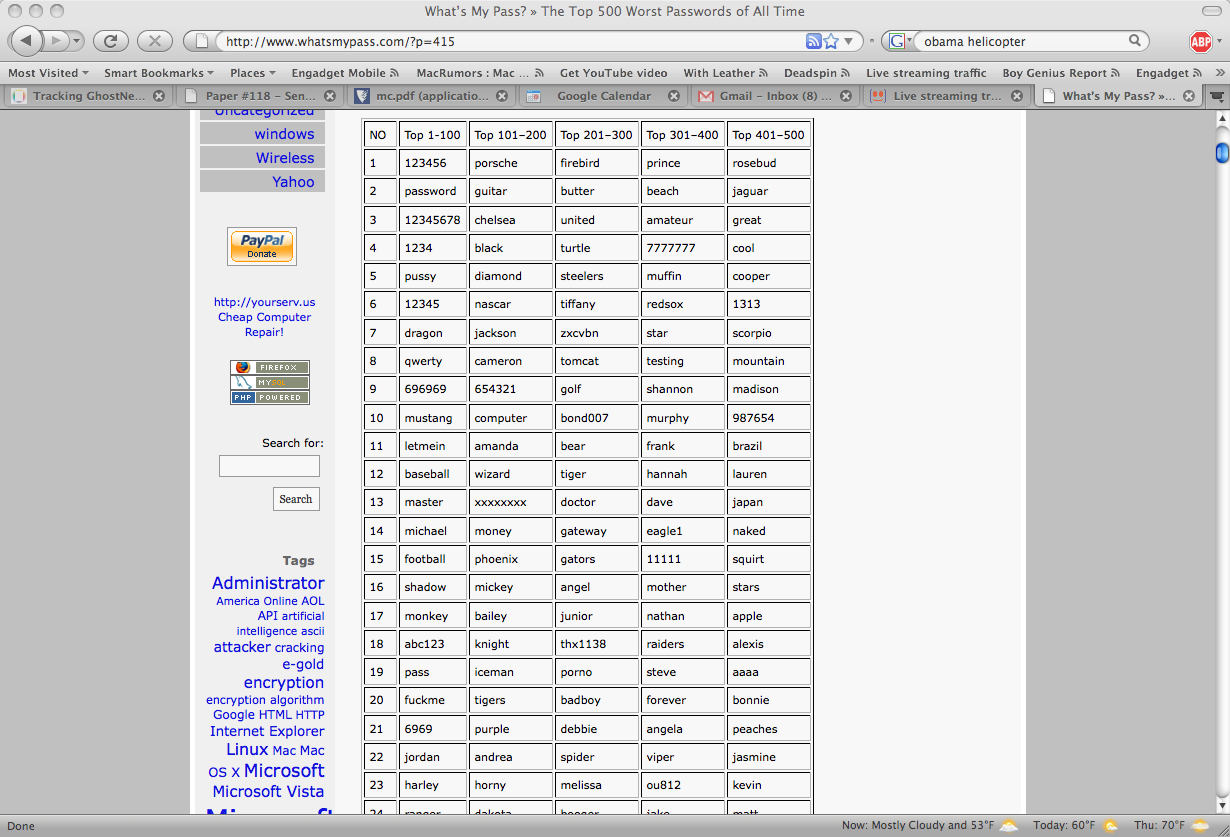 What's My Pass? » The Top 500 Worst Passwords of All Time
http://www.whatsmypass.com/?p=415
obama helicopter
ABP
Most Visited Smart Bookmarks Places Engadget Mobile MacRumors : Mac ... Get YouTube video With Leather Deadspin Live streaming traffic Boy Genius Report Engadget »
Tracking GhostNe... Paper #118 – Sen... mc.pdf (applicatio... Google Calendar Gmail – Inbox (8) ... Live streaming tr... What's My Pass? »...
Uncategorized
windows
Wireless
Yahoo
PayPal
Donate
http://yourserv.us
Cheap Computer
Repair!
FIREFOX
MYSQL
PHP POWERED
Search for:
Search
Tags
Administrator
America Online AOL
API artificial
intelligence ascii
attacker cracking
e-gold
encryption
encryption algorithm
Google HTML HTTP
Internet Explorer
Linux Mac Mac
OS X Microsoft
Microsoft Vista
Microsoft
NO Top 1–100 Top 101–200 Top 201–300 Top 301–400 Top 401–500
1 123456 porsche firebird prince rosebud
2 password guitar butter beach jaguar
3 12345678 chelsea united amateur great
4 1234 black turtle 7777777 cool
5 pussy diamond steelers muffin cooper
6 12345 nascar tiffany redsox 1313
7 dragon jackson zxcvbn star scorpio
8 qwerty cameron tomcat testing mountain
9 696969 654321 golf shannon madison
10 mustang computer bond007 murphy 987654
11 letmein amanda bear frank brazil
12 baseball wizard tiger hannah lauren
13 master xxxxxxxx doctor dave japan
14 michael money gateway eagle1 naked
15 football phoenix gators 11111 squirt
16 shadow mickey angel mother stars
17 monkey bailey junior nathan apple
18 abc123 knight thx1138 raiders alexis
19 pass iceman porno steve aaaa
20 fuckme tigers badboy forever bonnie
21 6969 purple debbie angela peaches
22 jordan andrea spider viper jasmine
23 harley horny melissa ou812 kevin
24 ranger dakota booger jake matt
Done
Now: Mostly Cloudy and 53°F Today: 60°F Thu: 70°F